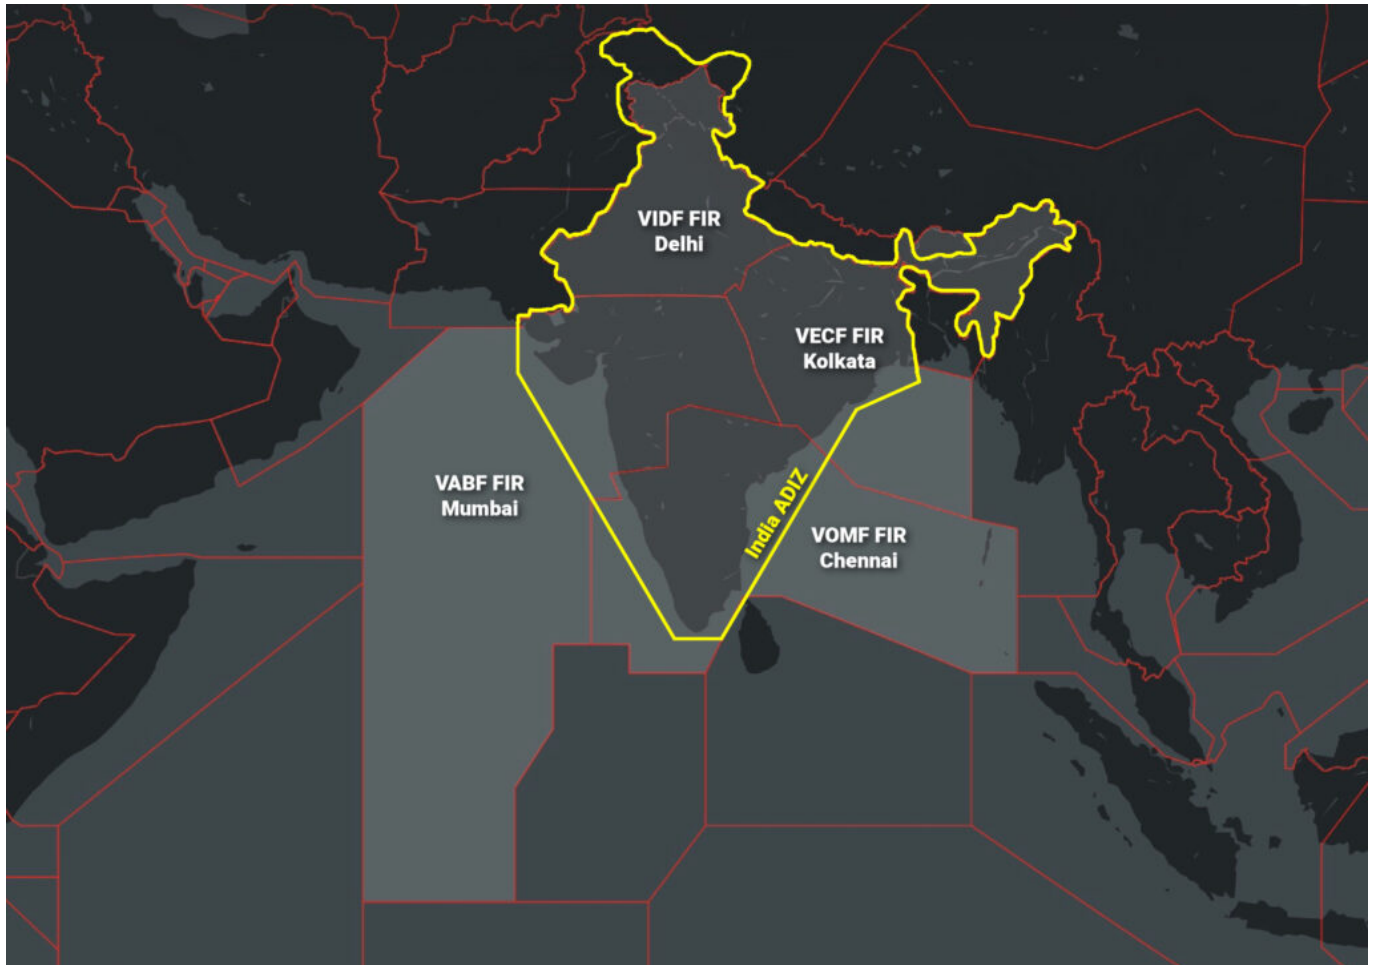 VIDF FIR
Delhi
VECF FIR
Kolkata
VABF FIR
Mumbai
India ADIZ
VOMF FIR
Chennai